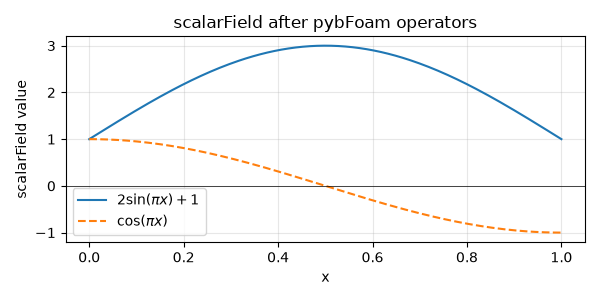 scalarField after pybFoam operators
scalarField value
3
2
1
0
−1
2sin(πx) + 1
cos(πx)
0.0 0.2 0.4 0.6 0.8 1.0
x